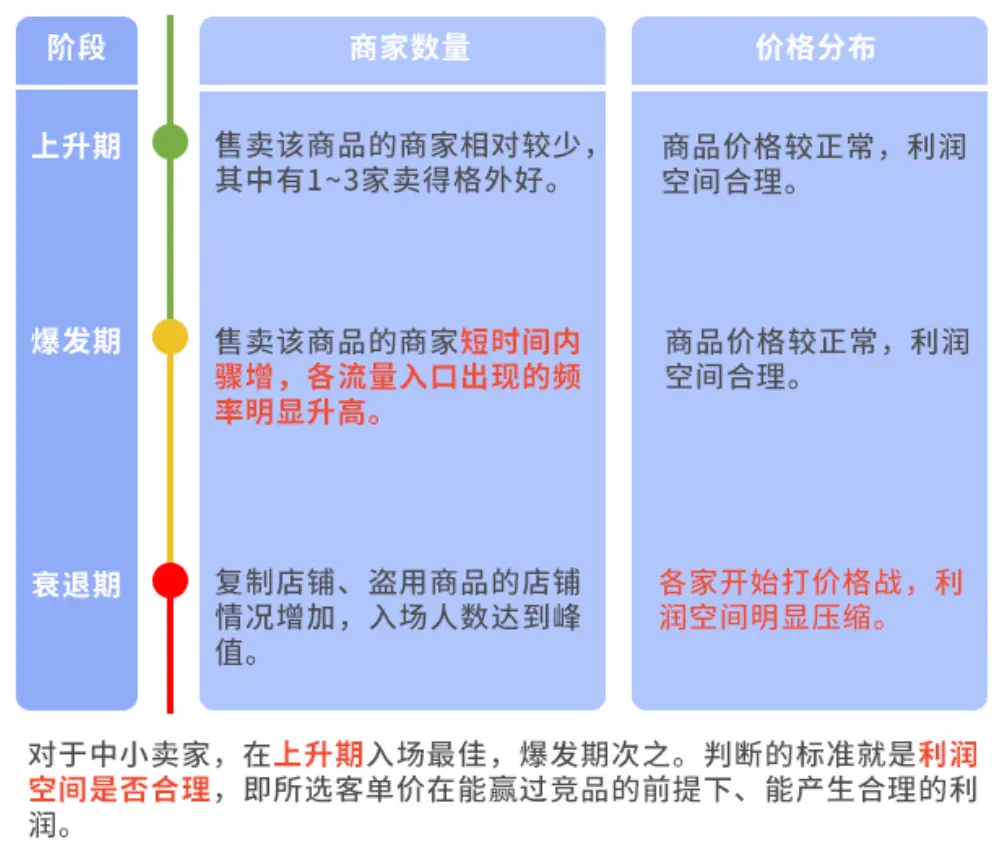 阶段
商家数量
价格分布
上升期
售卖该商品的商家相对较少，
其中有1~3家卖得格外好。
商品价格较正常，利润
空间合理。
爆发期
售卖该商品的商家短时间内
骤增，各流量入口出现的频
率明显升高。
商品价格较正常，利润
空间合理。
衰退期
复制店铺、盗用商品的店铺
情况增加，入场人数达到峰
值。
各家开始打价格战，利
润空间明显压缩。
对于中小卖家，在上升期入场最佳，爆发期次之。判断的标准就是利润
空间是否合理，即所选客单价在能赢过竞品的前提下、能产生合理的利
润。